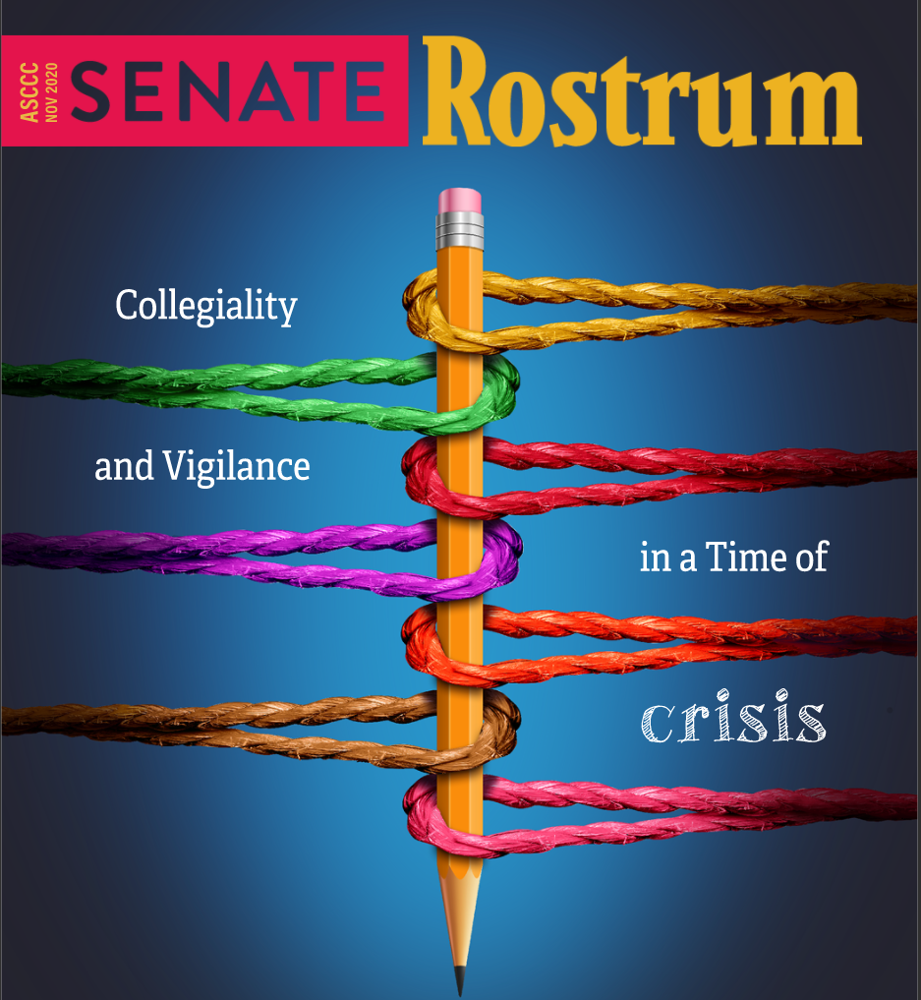 ASCCC
NOV 2020
SENATE Rostrum
Collegiality
and Vigilance
in a Time of
crisis